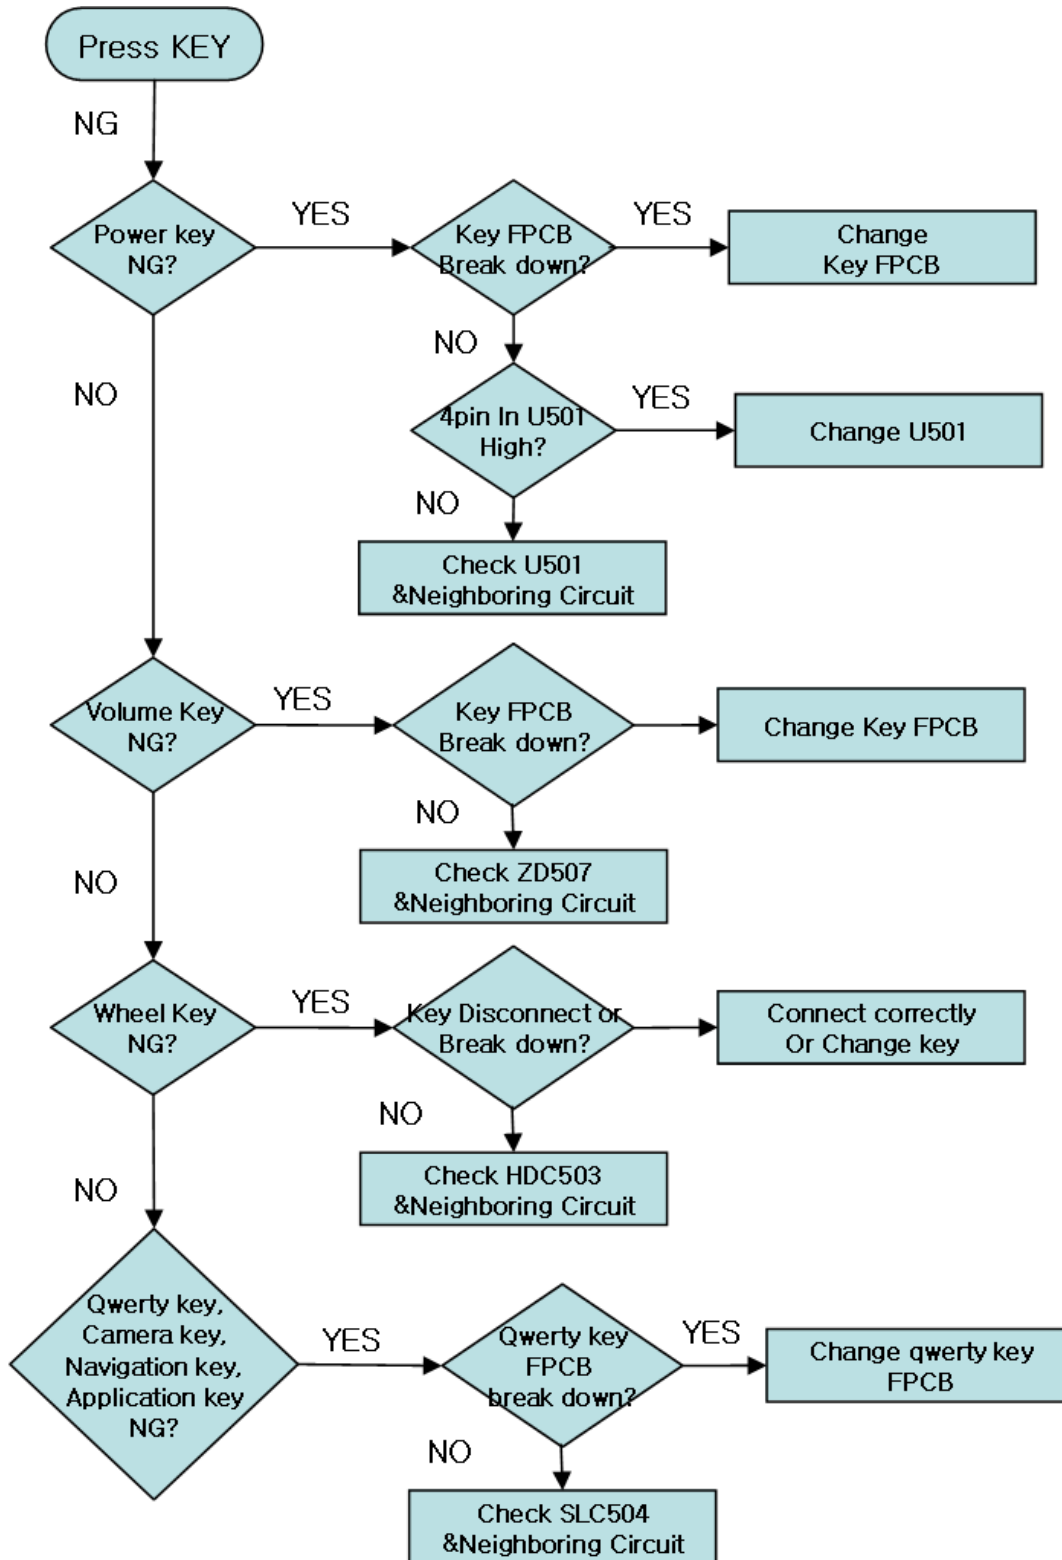 Press KEY
NG
Power key
NG?
YES
Key FPCB
Break down?
YES
Change
Key FPCB
NO
NO
4pin In U501
High?
YES
Change U501
NO
Check U501
&Neighboring Circuit
Volume Key
NG?
YES
Key FPCB
Break down?
Change Key FPCB
NO
NO
Check ZD507
&Neighboring Circuit
Wheel Key
NG?
YES
Key Disconnect or
Break down?
Connect correctly
Or Change key
NO
NO
Check HDC503
&Neighboring Circuit
Qwerty key,
Camera key,
Navigation key,
Application key
NG?
YES
Qwerty key
FPCB
break down?
YES
Change qwerty key
FPCB
NO
Check SLC504
&Neighboring Circuit